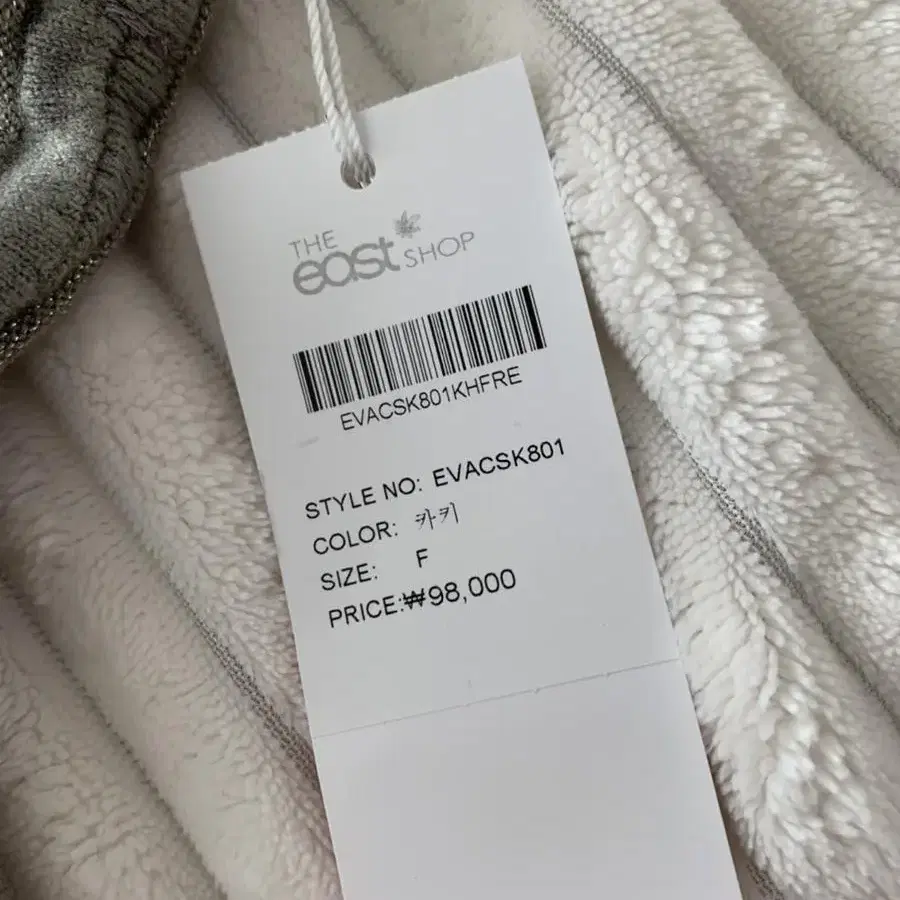 THE
east SHOP
EVACSK801KHFRE
STYLE NO: EVACSK801
COLOR: 카키
SIZE: F
PRICE:₩98,000